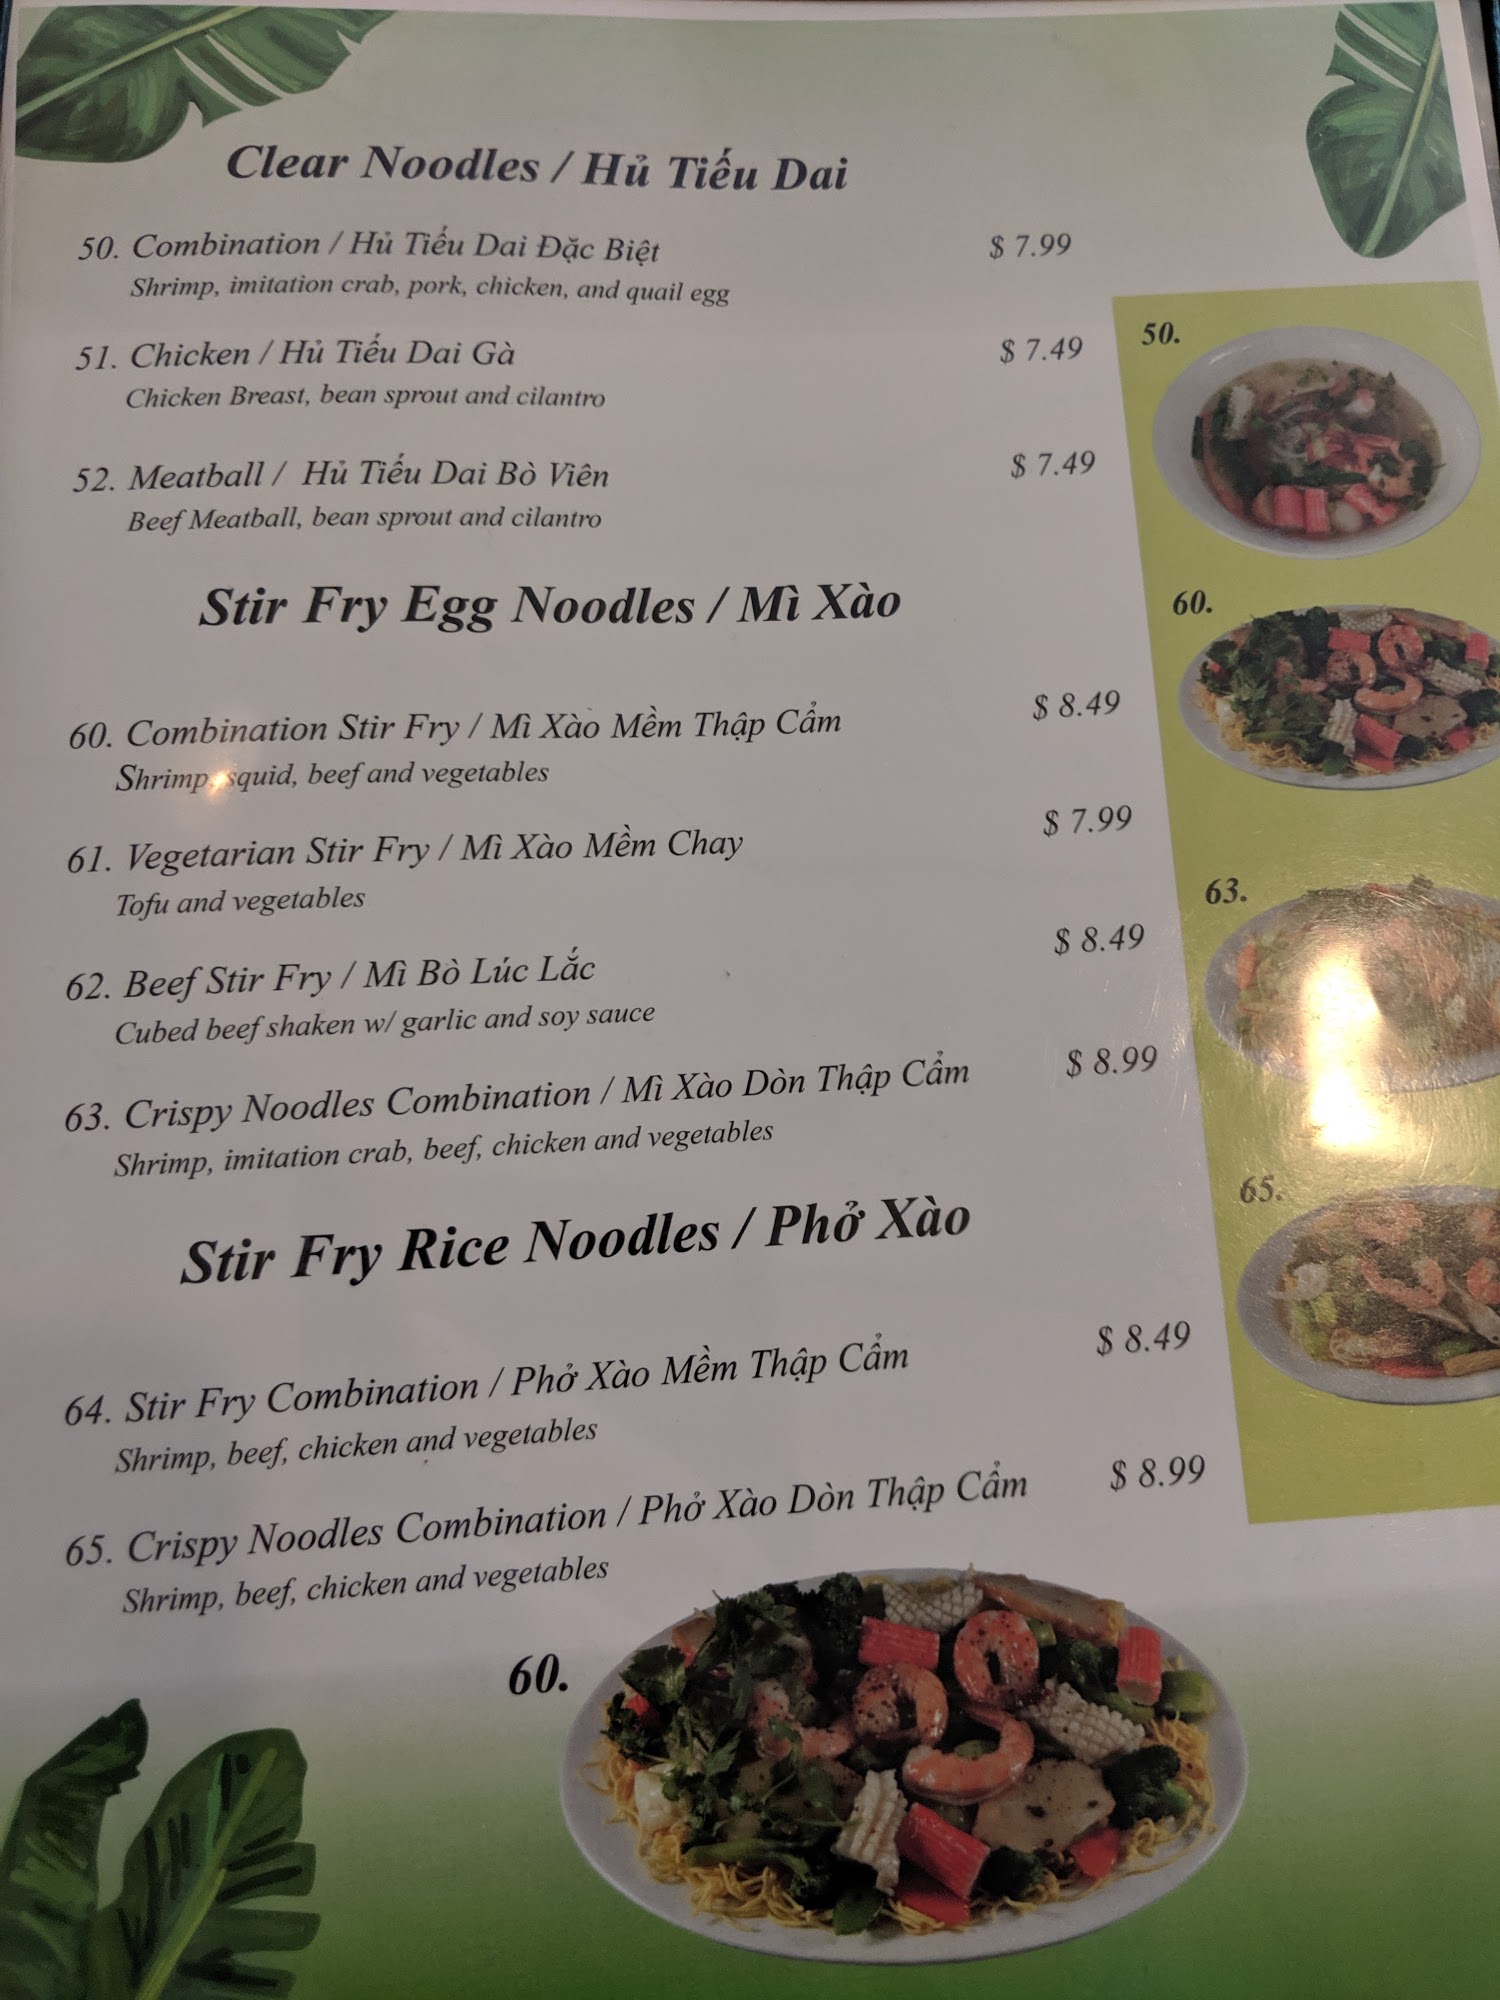 Clear Noodles / Hủ Tiếu Dai
50. Combination / Hủ Tiếu Dai Đặc Biệt $ 7.99
Shrimp, imitation crab, pork, chicken, and quail egg
51. Chicken / Hủ Tiếu Dai Gà $ 7.49
Chicken Breast, bean sprout and cilantro
52. Meatball / Hủ Tiếu Dai Bò Viên $ 7.49
Beef Meatball, bean sprout and cilantro
Stir Fry Egg Noodles / Mì Xào
60. Combination Stir Fry / Mì Xào Mềm Thập Cẩm $ 8.49
Shrimp, squid, beef and vegetables
61. Vegetarian Stir Fry / Mì Xào Mềm Chay $ 7.99
Tofu and vegetables
62. Beef Stir Fry / Mì Bò Lúc Lắc $ 8.49
Cubed beef shaken w/ garlic and soy sauce
63. Crispy Noodles Combination / Mì Xào Dòn Thập Cẩm $ 8.99
Shrimp, imitation crab, beef, chicken and vegetables
Stir Fry Rice Noodles / Phở Xào
64. Stir Fry Combination / Phở Xào Mềm Thập Cẩm $ 8.49
Shrimp, beef, chicken and vegetables
65. Crispy Noodles Combination / Phở Xào Dòn Thập Cẩm $ 8.99
Shrimp, beef, chicken and vegetables
60.
50.
60.
63.
65.